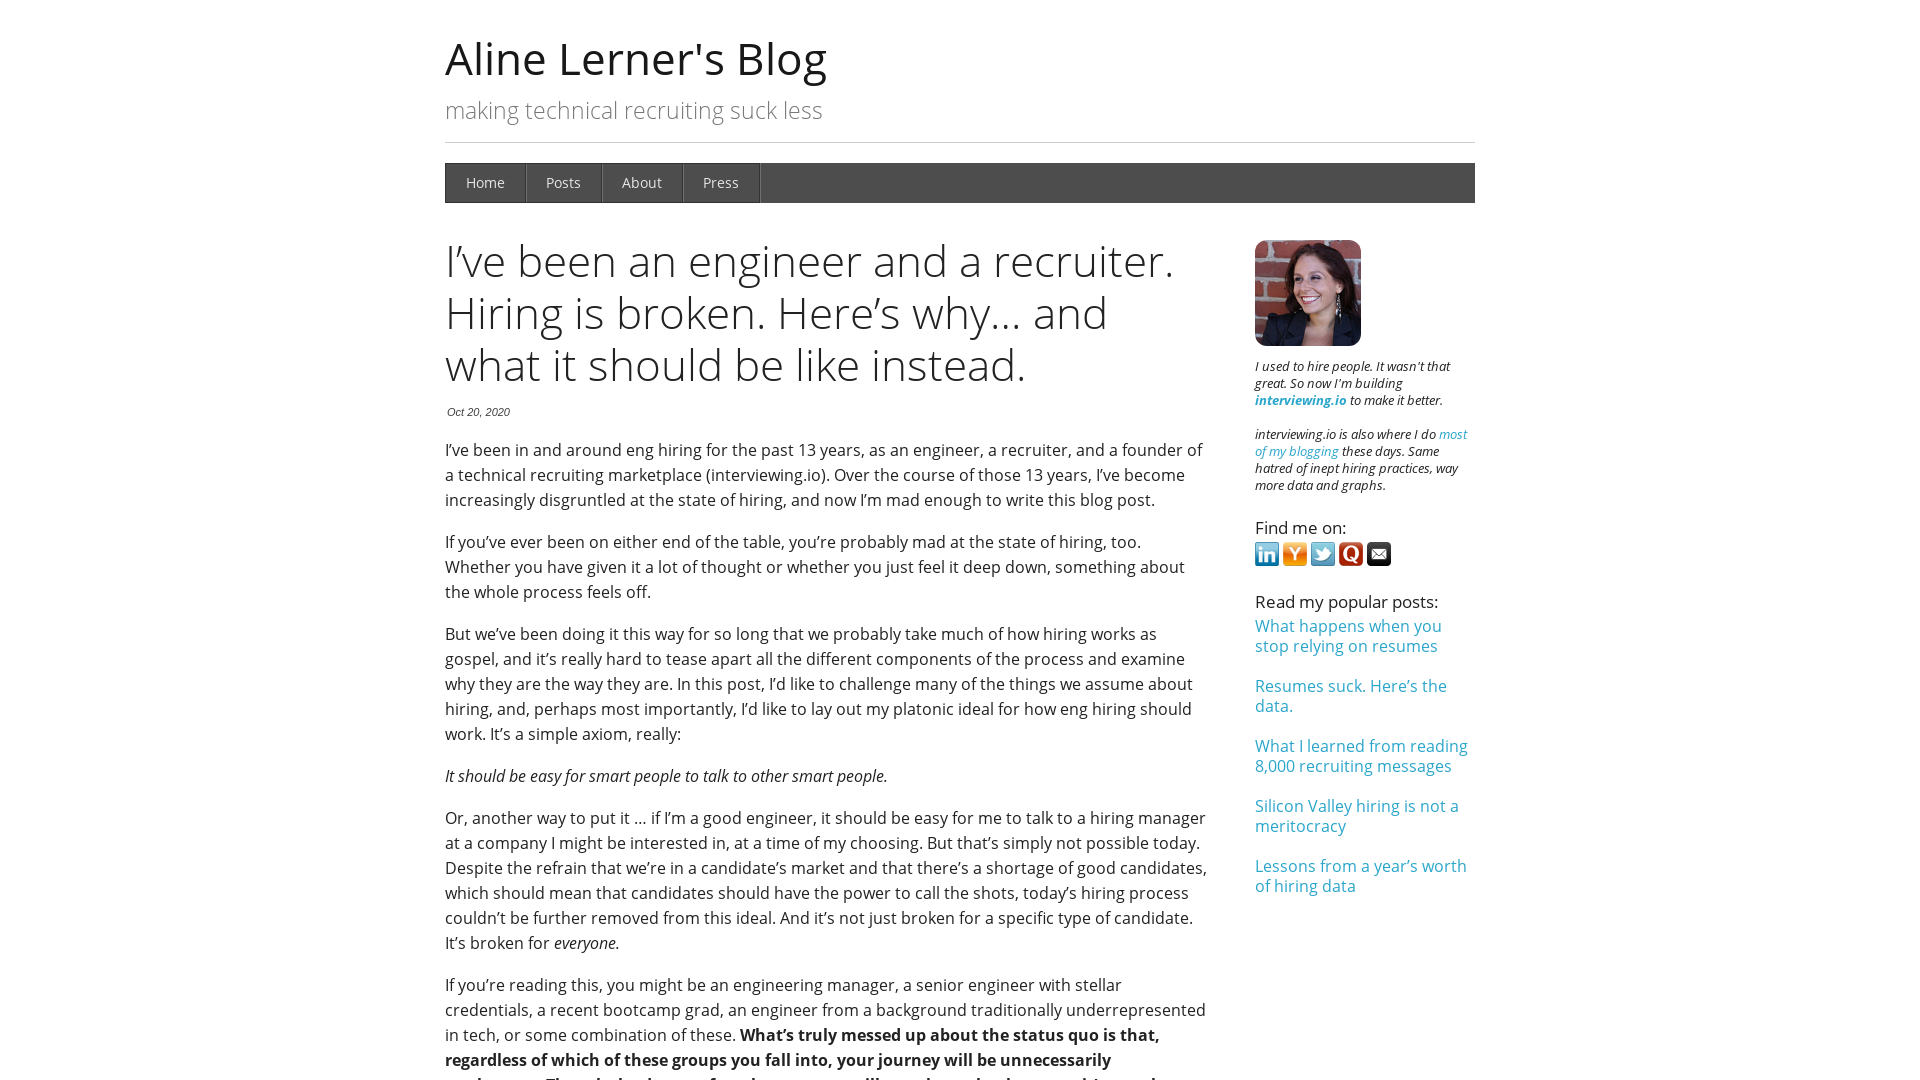 Aline Lerner's Blog
making technical recruiting suck less
Home
Posts
About
Press
I’ve been an engineer and a recruiter.
Hiring is broken. Here’s why… and
what it should be like instead.
Oct 20, 2020
I’ve been in and around eng hiring for the past 13 years, as an engineer, a recruiter, and a founder of
a technical recruiting marketplace (interviewing.io). Over the course of those 13 years, I’ve become
increasingly disgruntled at the state of hiring, and now I’m mad enough to write this blog post.
If you’ve ever been on either end of the table, you’re probably mad at the state of hiring, too.
Whether you have given it a lot of thought or whether you just feel it deep down, something about
the whole process feels off.
But we’ve been doing it this way for so long that we probably take much of how hiring works as
gospel, and it’s really hard to tease apart all the different components of the process and examine
why they are the way they are. In this post, I’d like to challenge many of the things we assume about
hiring, and, perhaps most importantly, I’d like to lay out my platonic ideal for how eng hiring should
work. It’s a simple axiom, really:
It should be easy for smart people to talk to other smart people.
Or, another way to put it … if I’m a good engineer, it should be easy for me to talk to a hiring manager
at a company I might be interested in, at a time of my choosing. But that’s simply not possible today.
Despite the refrain that we’re in a candidate’s market and that there’s a shortage of good candidates,
which should mean that candidates should have the power to call the shots, today’s hiring process
couldn’t be further removed from this ideal. And it’s not just broken for a specific type of candidate.
It’s broken for everyone.
If you’re reading this, you might be an engineering manager, a senior engineer with stellar
credentials, a recent bootcamp grad, an engineer from a background traditionally underrepresented
in tech, or some combination of these. What’s truly messed up about the status quo is that,
regardless of which of these groups you fall into, your journey will be unnecessarily
I used to hire people. It wasn't that
great. So now I'm building
interviewing.io to make it better.
interviewing.io is also where I do most
of my blogging these days. Same
hatred of inept hiring practices, way
more data and graphs.
Find me on:
Read my popular posts:
What happens when you
stop relying on resumes
Resumes suck. Here’s the
data.
What I learned from reading
8,000 recruiting messages
Silicon Valley hiring is not a
meritocracy
Lessons from a year’s worth
of hiring data